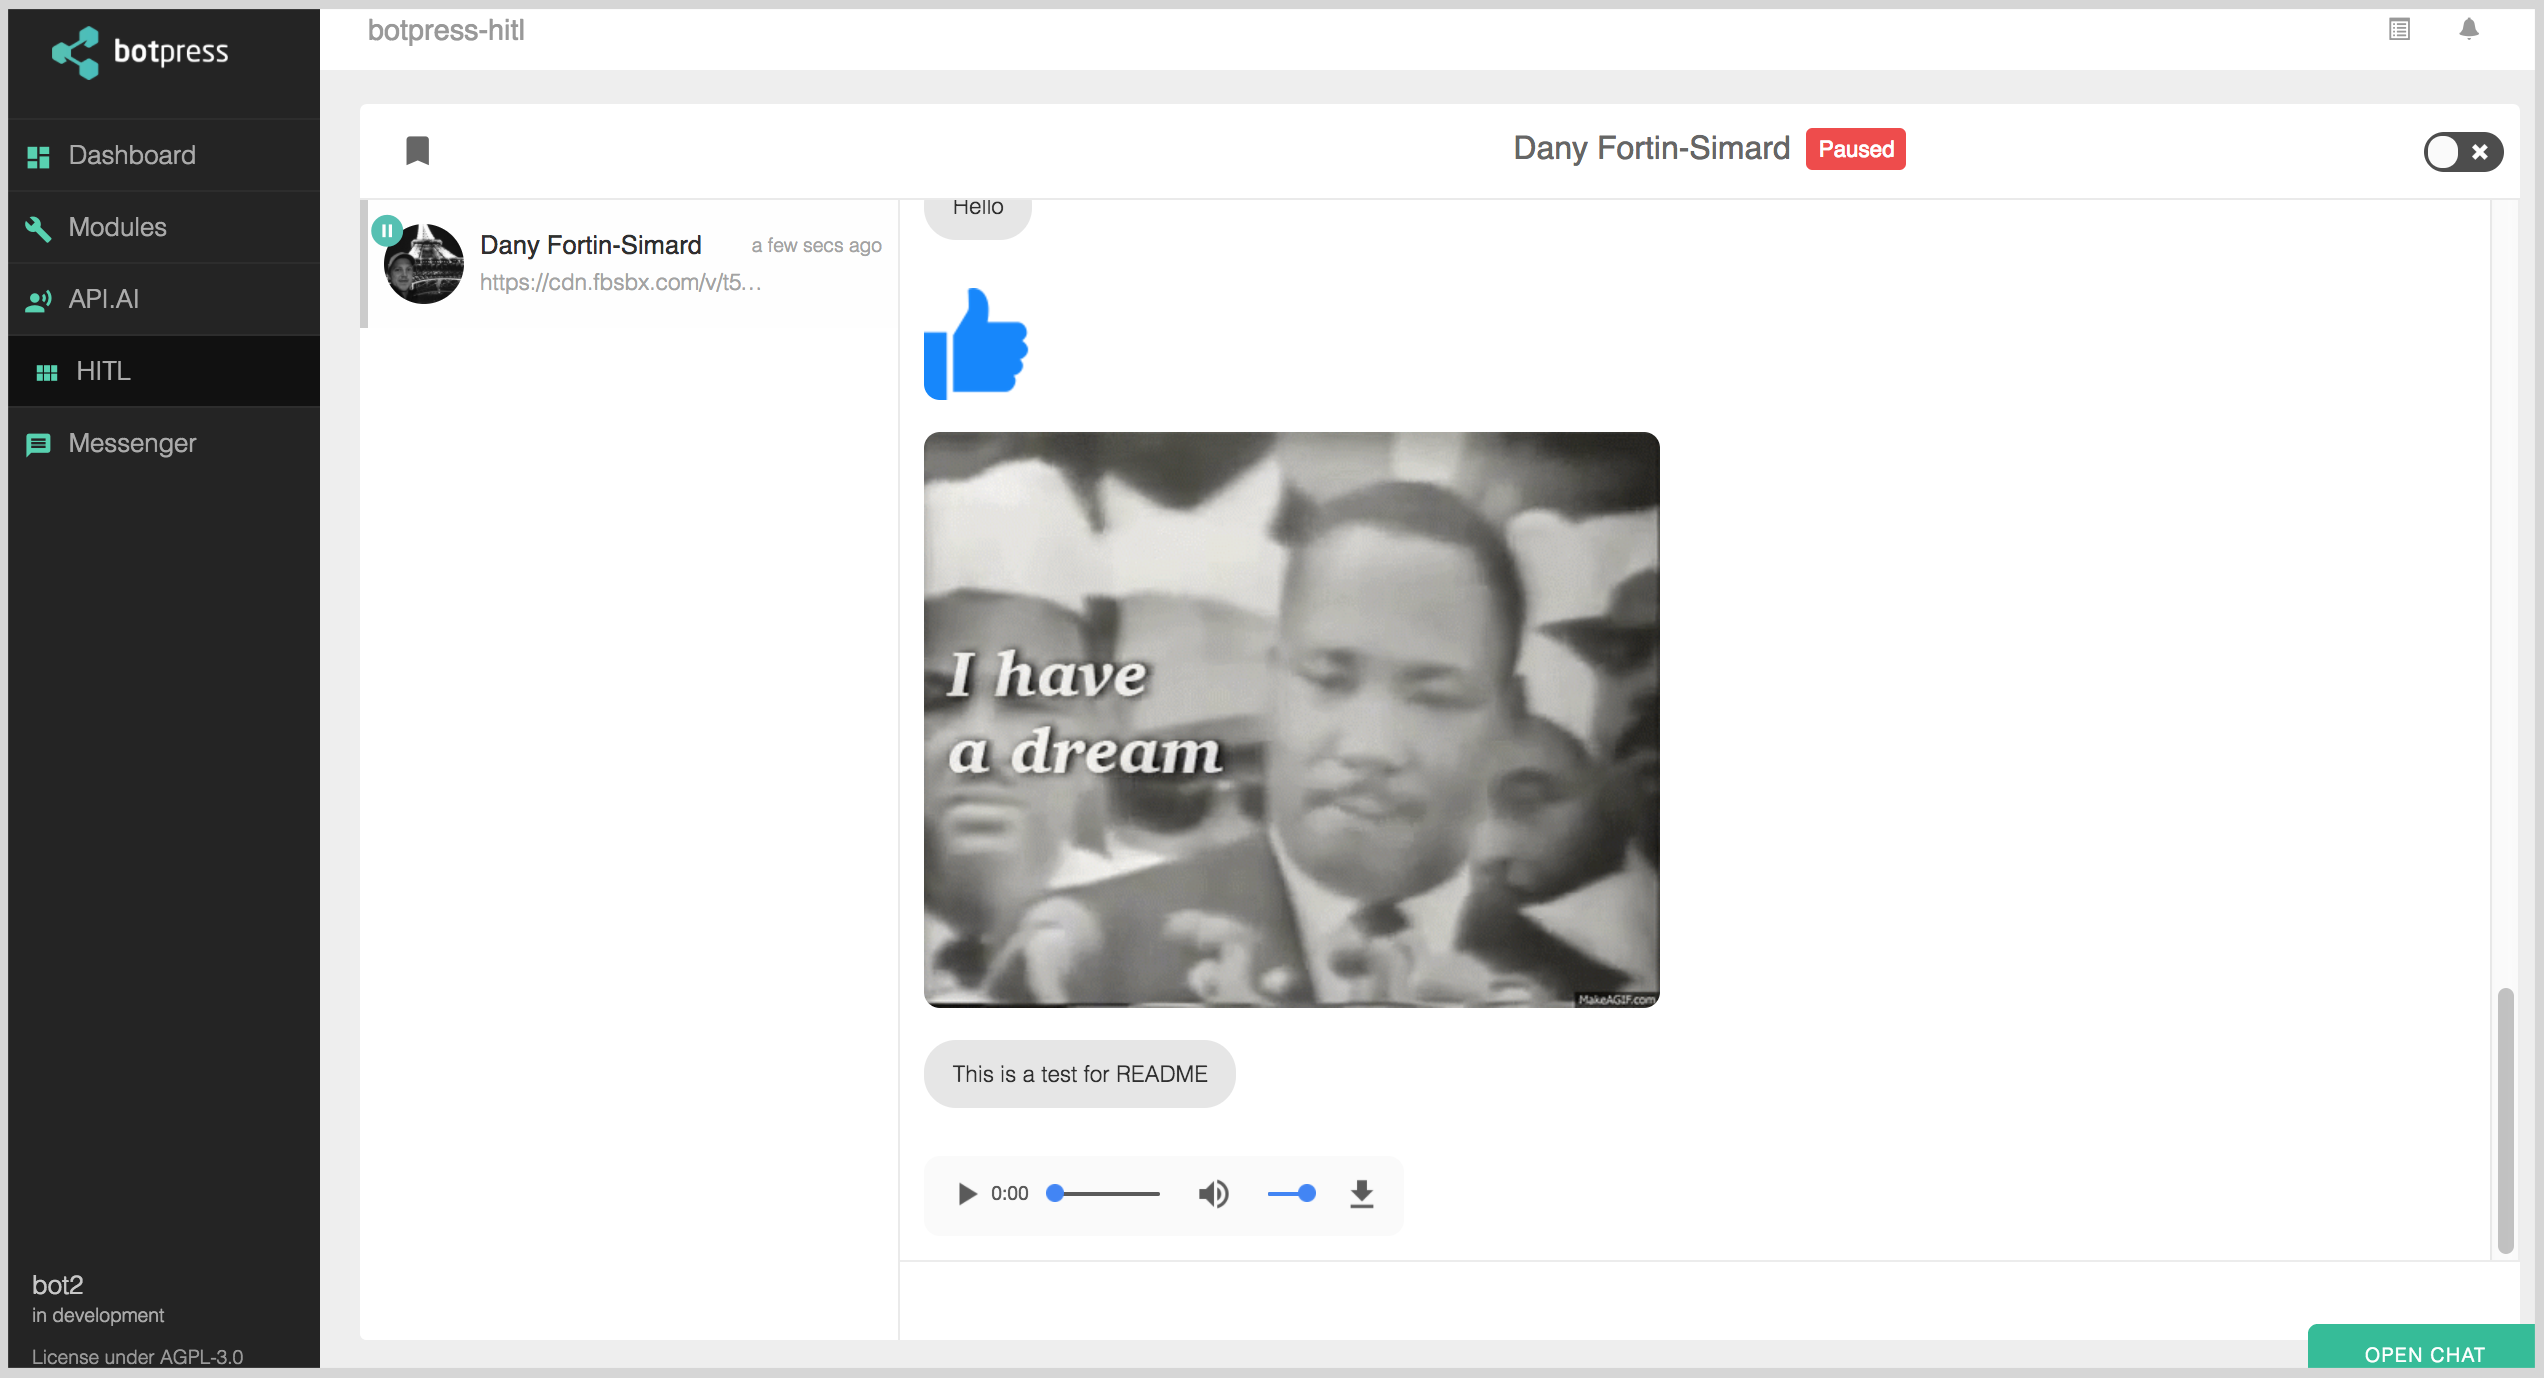 botpress
botpress-hitl
Dashboard
Modules
API.AI
HITL
Messenger
bot2
in development
License under AGPL-3.0
Dany Fortin-Simard Paused
Dany Fortin-Simard a few secs ago
https://cdn.fbsbx.com/v/t5...
Hello
I have
a dream
MakeAGIF.com
This is a test for README
0:00
OPEN CHAT